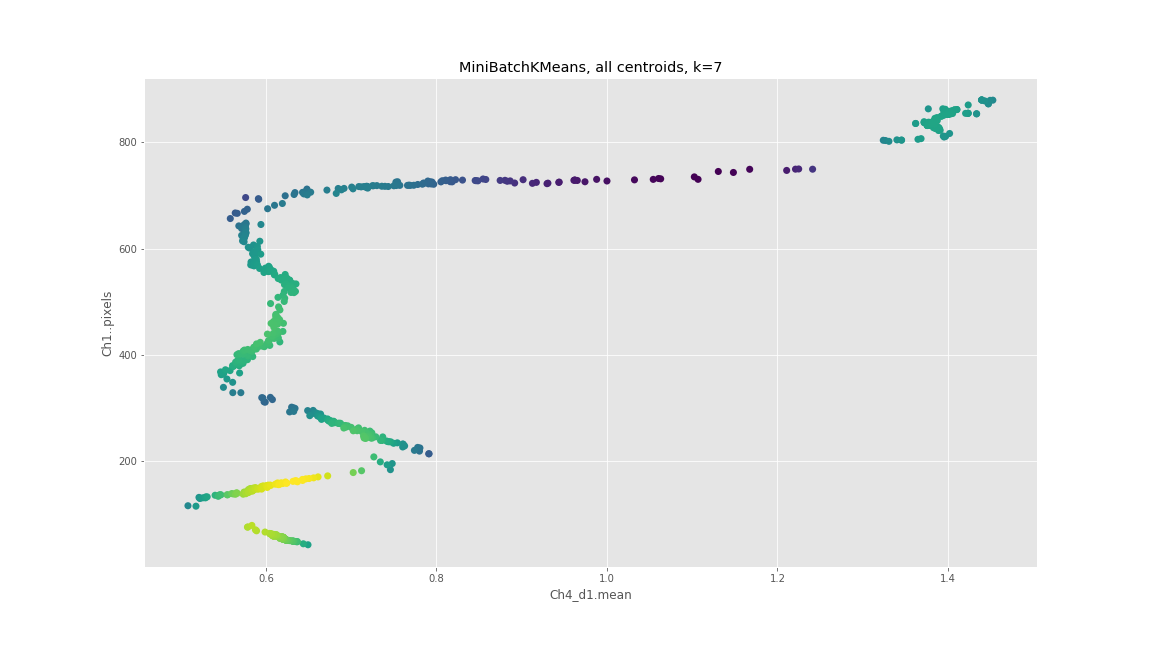 MiniBatchKMeans, all centroids, k=7
800
600
400
200
Ch1..pixels
0.6 0.8 1.0 1.2 1.4
Ch4_d1.mean